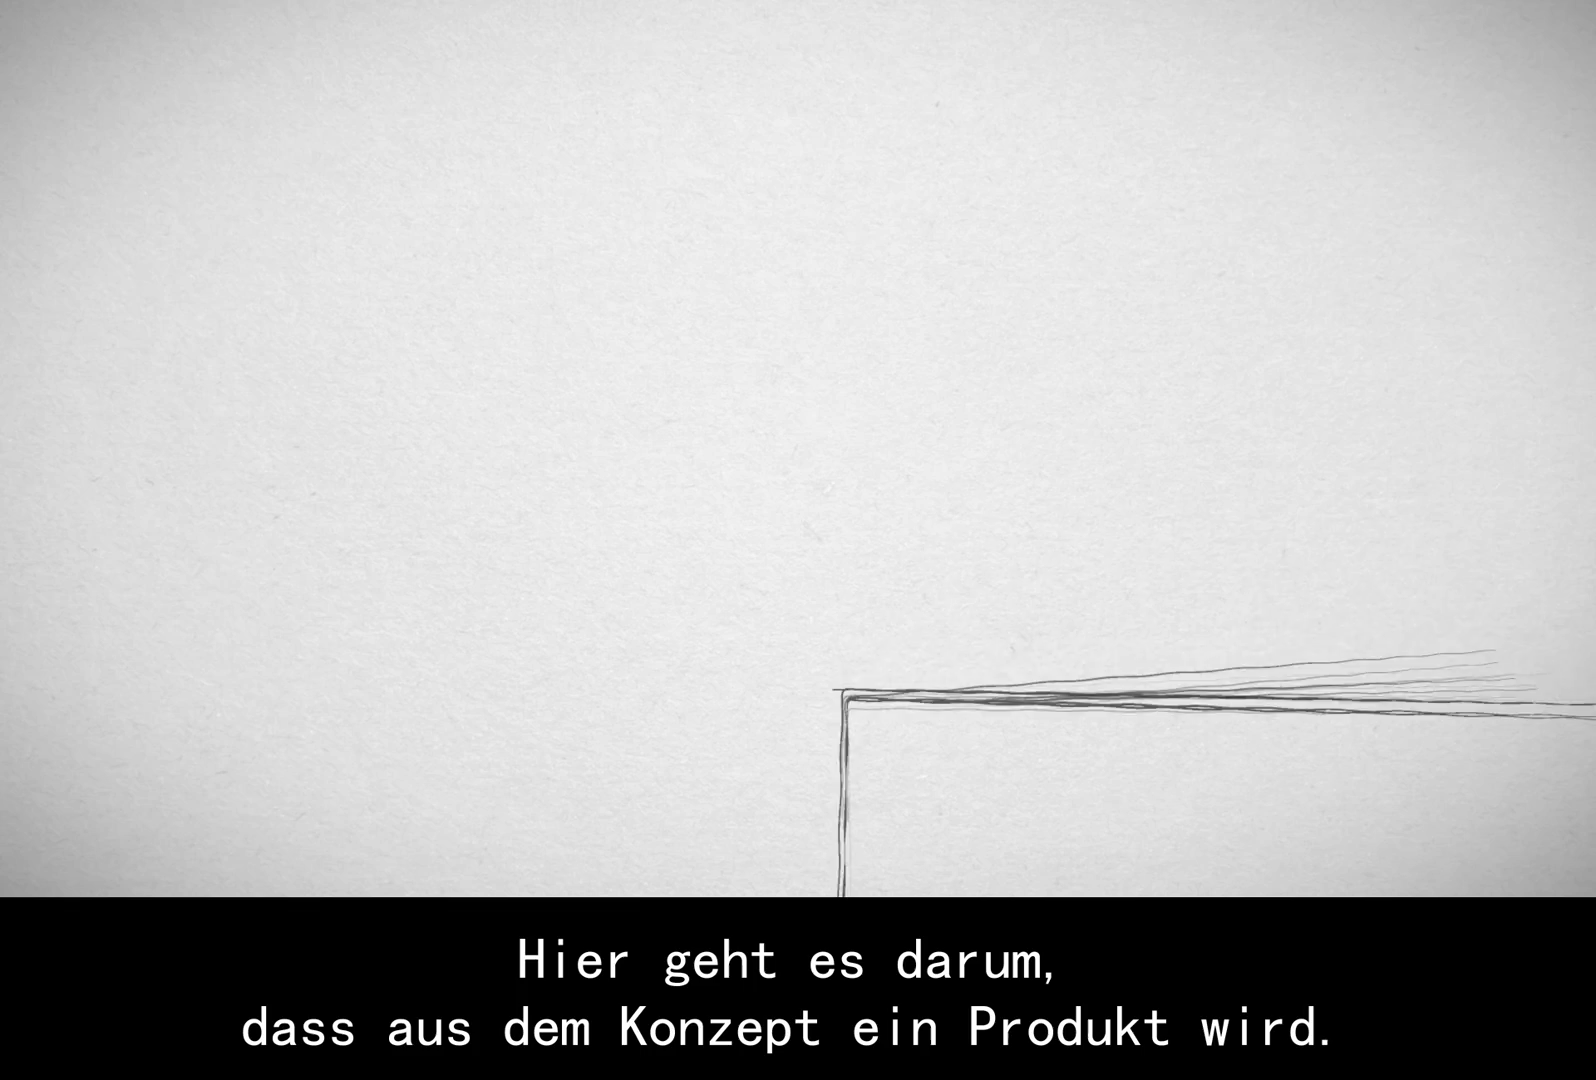 Hier geht es darum,
dass aus dem Konzept ein Produkt wird.